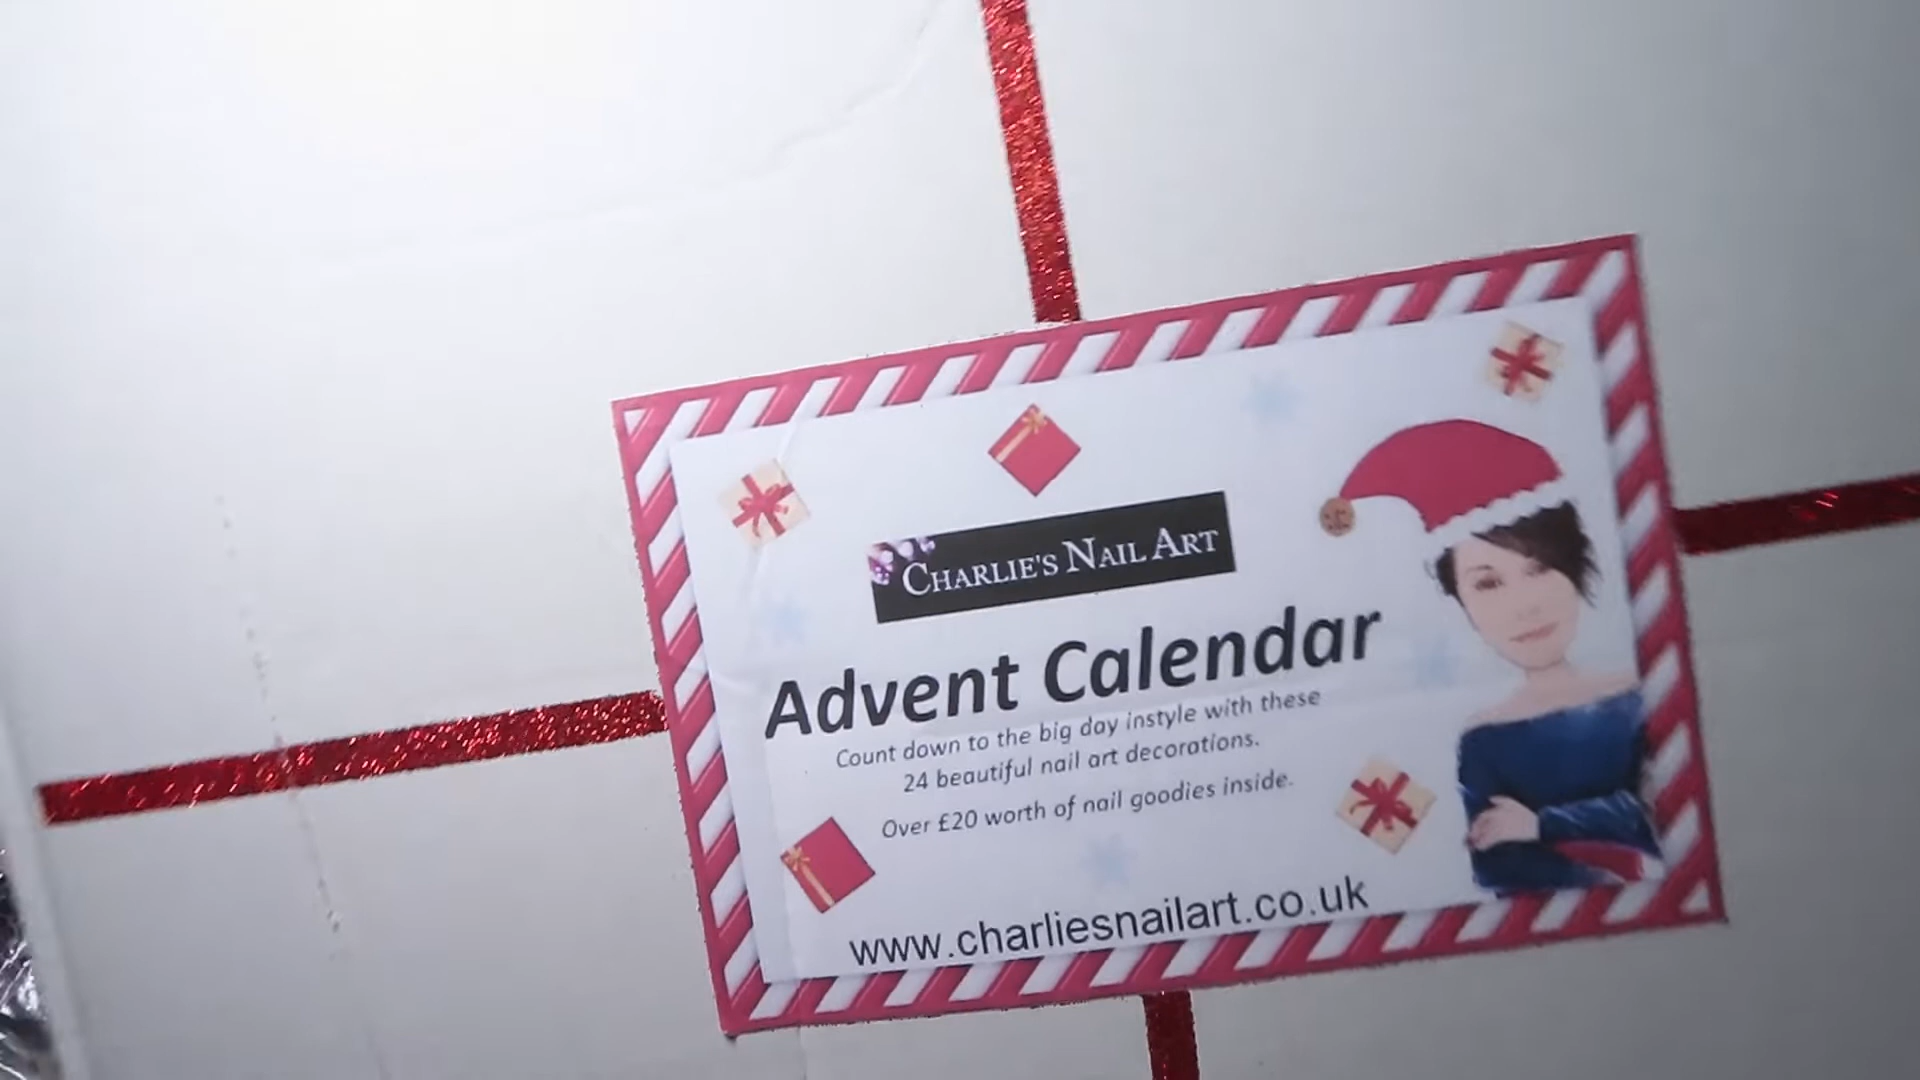 CHARLIE'S NAIL ART
Advent Calendar
Count down to the big day instyle with these
24 beautiful nail art decorations.
Over £20 worth of nail goodies inside.
www.charliesnailart.co.uk